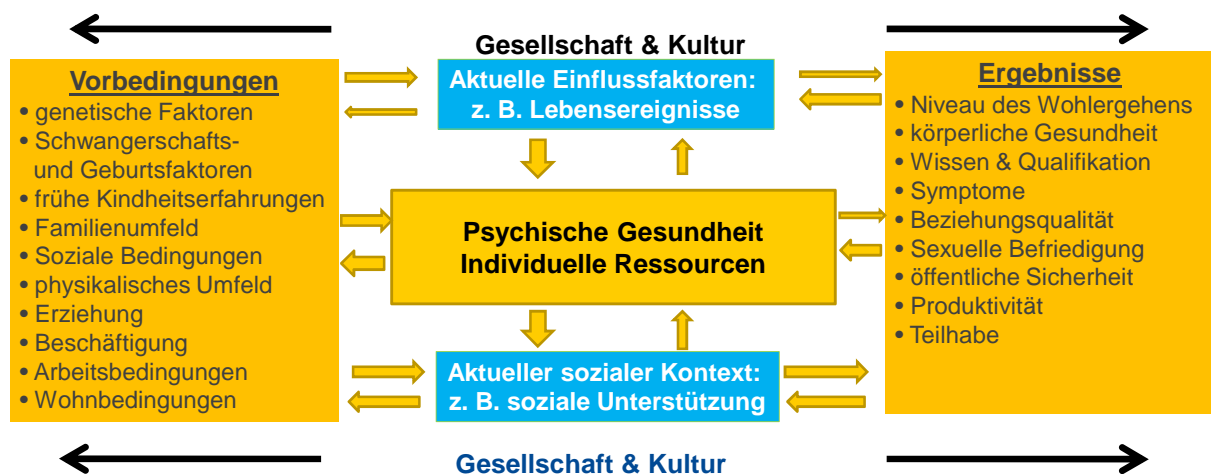 Gesellschaft & Kultur
Vorbedingungen
• genetische Faktoren
• Schwangerschafts-
und Geburtsfaktoren
• frühe Kindheitserfahrungen
• Familienumfeld
• Soziale Bedingungen
• physikalisches Umfeld
• Erziehung
• Beschäftigung
• Arbeitsbedingungen
• Wohnbedingungen
Aktuelle Einflussfaktoren:
z. B. Lebensereignisse
Psychische Gesundheit
Individuelle Ressourcen
Aktueller sozialer Kontext:
z. B. soziale Unterstützung
Ergebnisse
• Niveau des Wohlergehens
• körperliche Gesundheit
• Wissen & Qualifikation
• Symptome
• Beziehungsqualität
• Sexuelle Befriedigung
• öffentliche Sicherheit
• Produktivität
• Teilhabe
Gesellschaft & Kultur